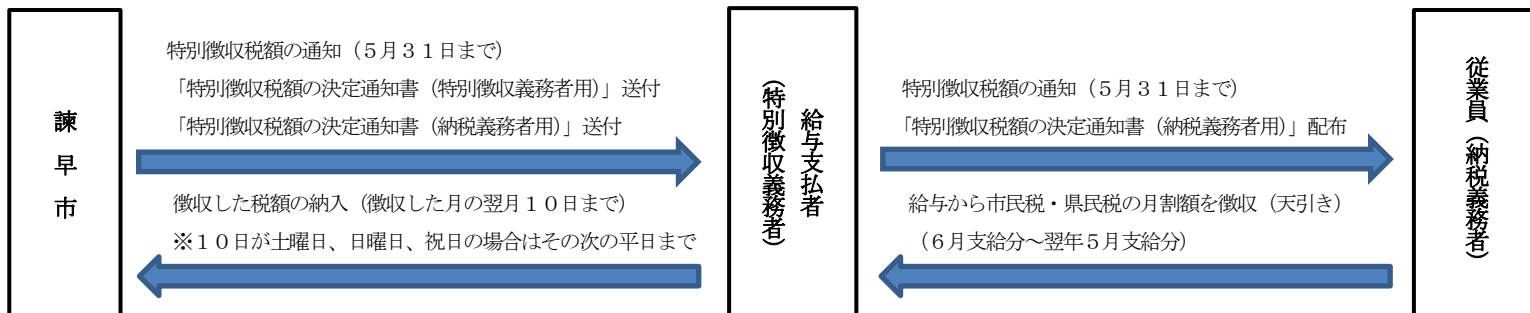 諫早市
特別徴収税額の通知（５月３１日まで）
「特別徴収税額の決定通知書（特別徴収義務者用）」送付
「特別徴収税額の決定通知書（納税義務者用）」送付
徴収した税額の納入（徴収した月の翌月１０日まで）
※１０日が土曜日、日曜日、祝日の場合はその次の平日まで
給与支払者
（特別徴収義務者）
特別徴収税額の通知（５月３１日まで）
「特別徴収税額の決定通知書（納税義務者用）」配布
給与から市民税・県民税の月割額を徴収（天引き）
（６月支給分～翌年５月支給分）
従業員（納税義務者）